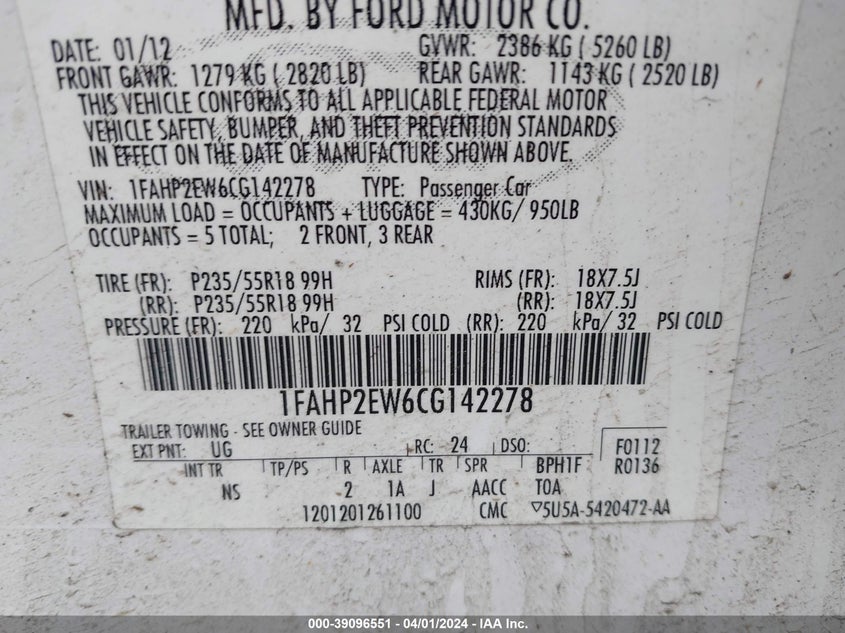 MFD. BY FORD MOTOR CO.
DATE: 01/12 GVWR: 2386 KG ( 5260 LB)
FRONT GAWR: 1279 KG ( 2820 LB) REAR GAWR: 1143 KG ( 2520 LB)
THIS VEHICLE CONFORMS TO ALL APPLICABLE FEDERAL MOTOR
VEHICLE SAFETY, BUMPER, AND THEFT PREVENTION STANDARDS
IN EFFECT ON THE DATE OF MANUFACTURE SHOWN ABOVE.
VIN: 1FAHP2EW6CG142278 TYPE: Passenger Car
MAXIMUM LOAD = OCCUPANTS + LUGGAGE = 430KG/ 950LB
OCCUPANTS = 5 TOTAL; 2 FRONT, 3 REAR
TIRE (FR): P235/55R18 99H RIMS (FR): 18X7.5J
(RR): P235/55R18 99H (RR): 18X7.5J
PRESSURE (FR): 220 kPa/ 32 PSI COLD (RR): 220 kPa/ 32 PSI COLD
1FAHP2EW6CG142278
TRAILER TOWING - SEE OWNER GUIDE
EXT PNT: UG RC: 24 DSO: F0112
INT TR TP/PS R AXLE TR SPR BPH1F R0136
NS 2 1A J AACC TOA
1201201261100 CMC ▽5U5A-5420472-AA
000-39096551 / 04/01/2024 / IAA Inc.